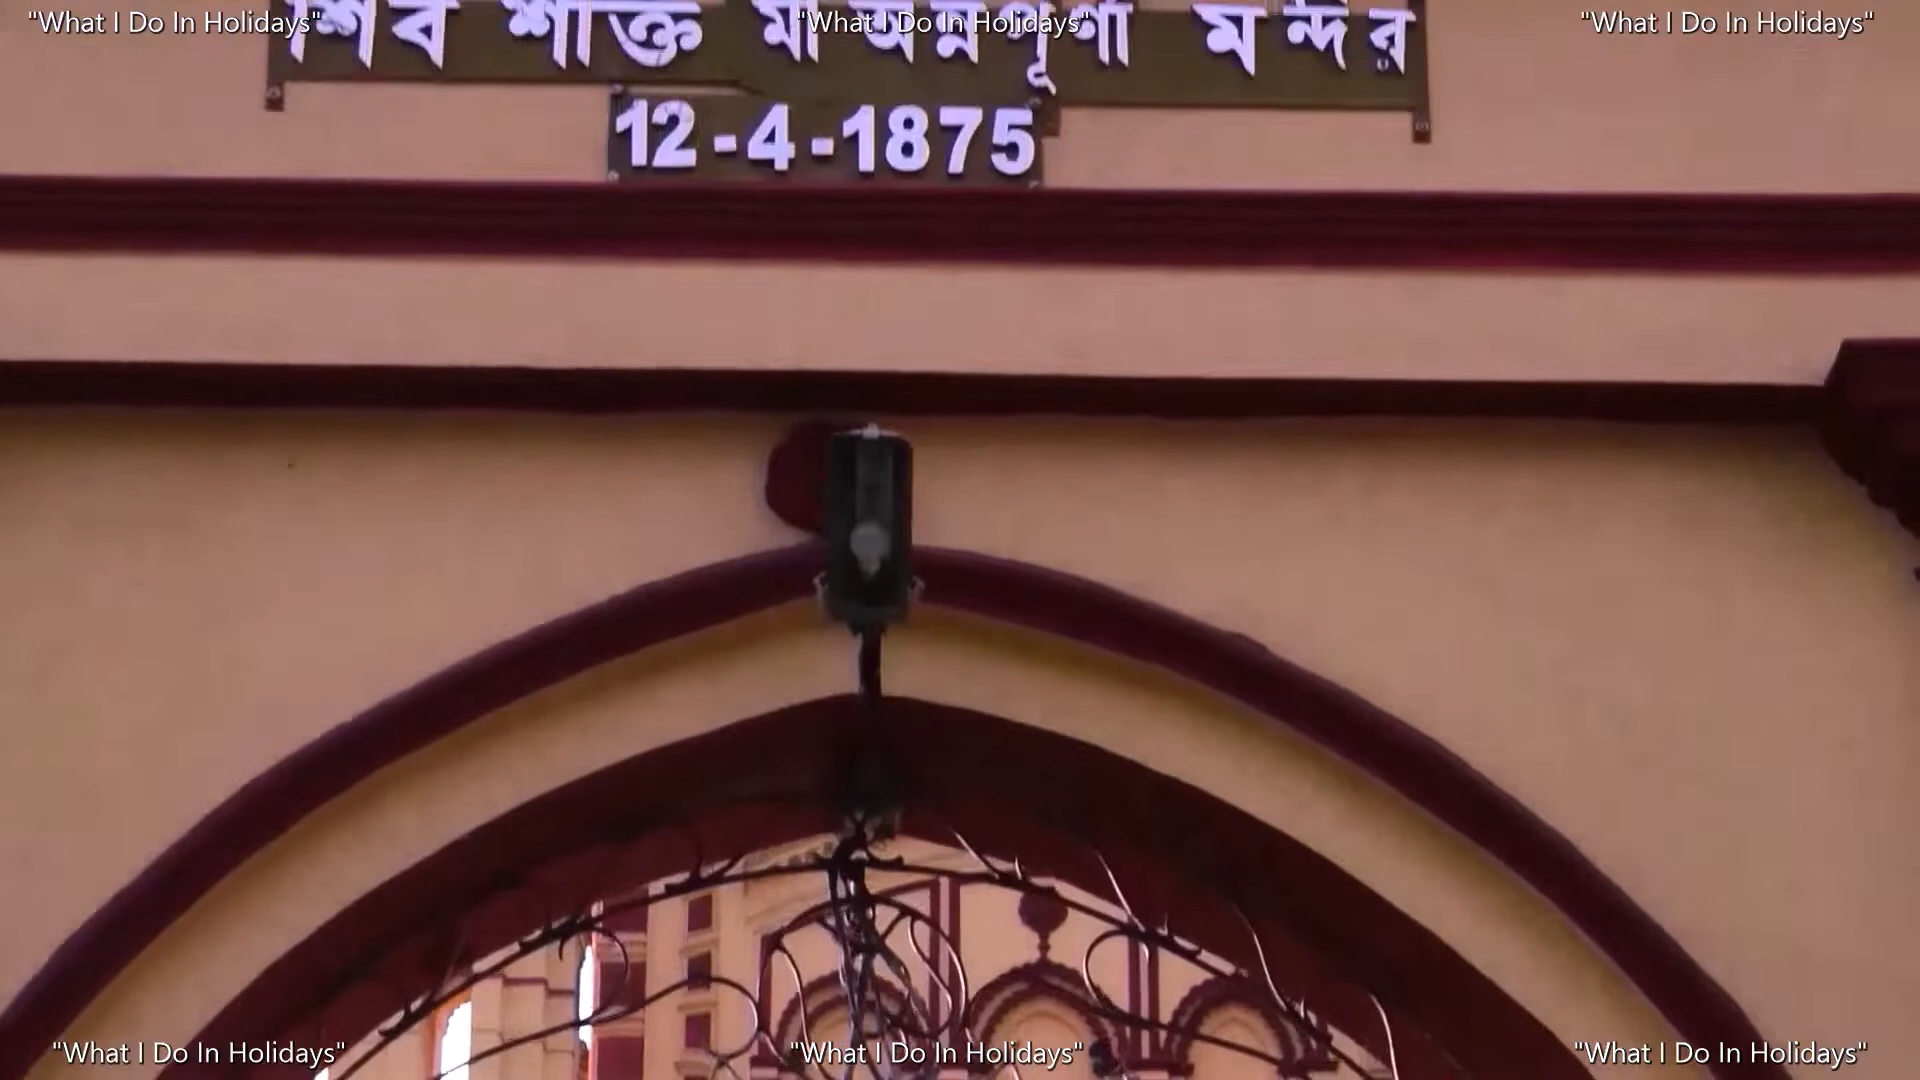 "What I Do In Holidays" "What I Do In Holidays" "What I Do In Holidays"
শিব শক্তি মা অন্নপূর্ণা মন্দির
12-4-1875
"What I Do In Holidays" "What I Do In Holidays" "What I Do In Holidays"